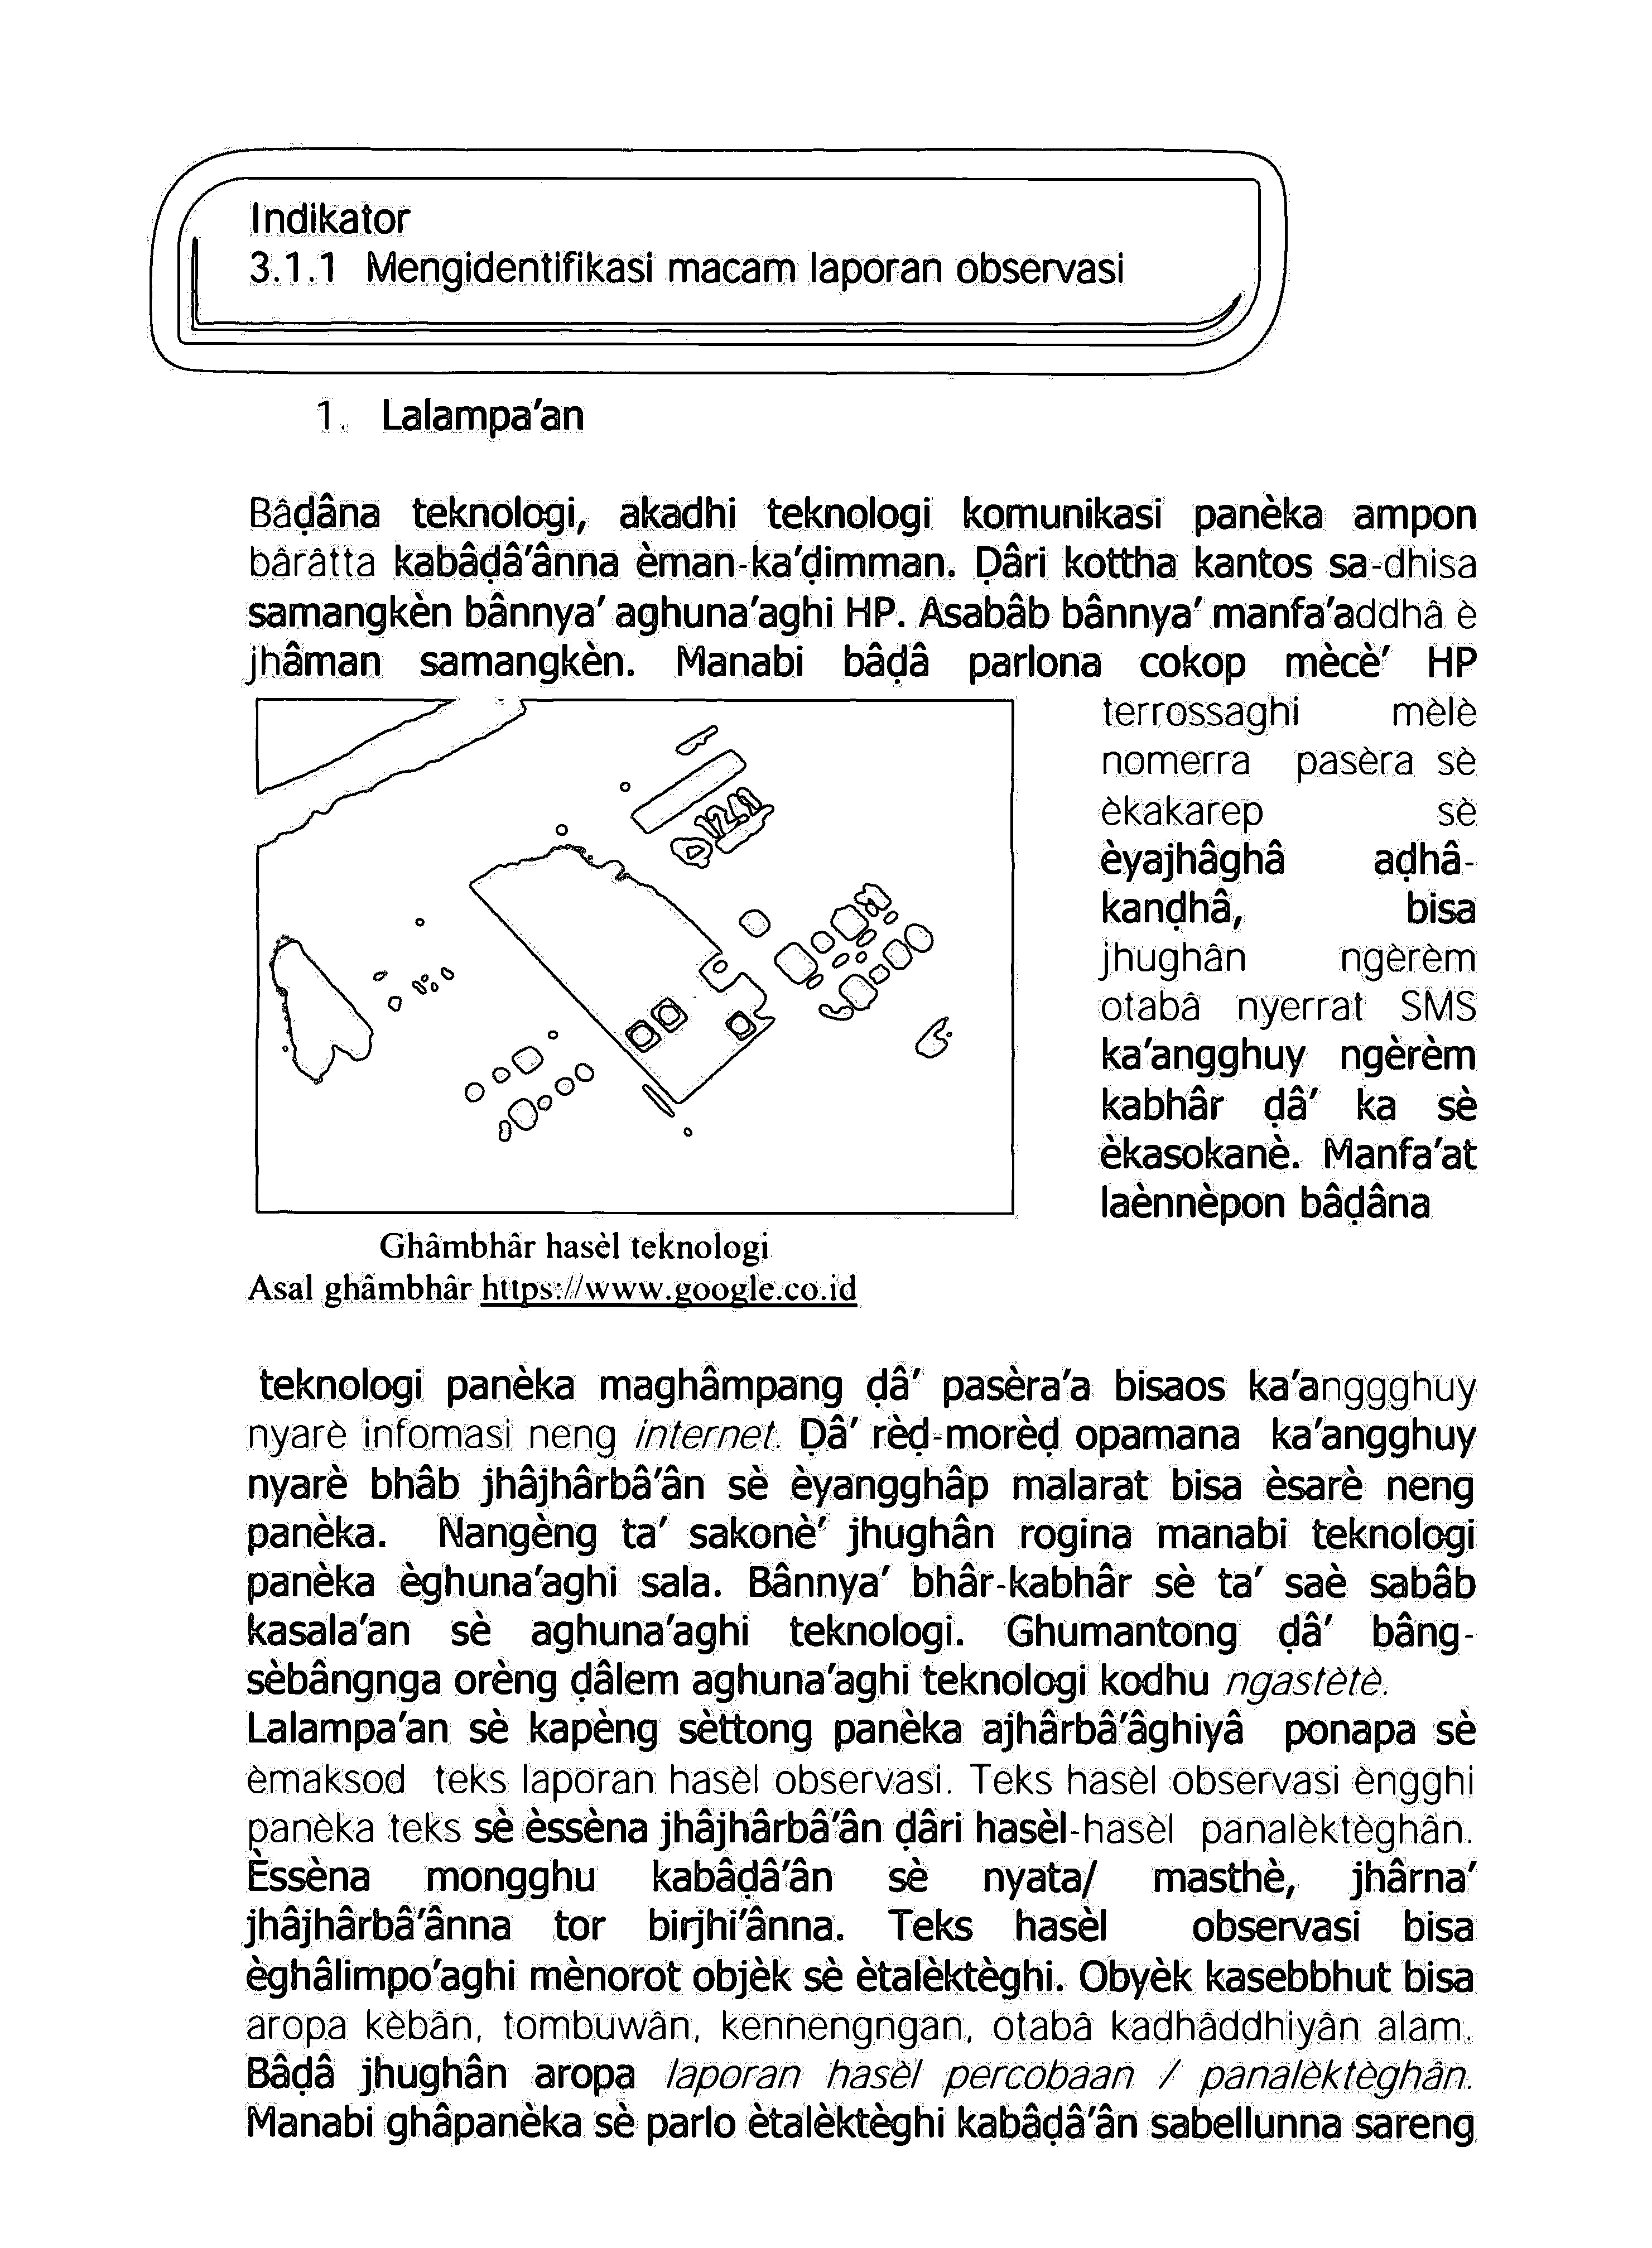 Indikator
3.1.1 Mengidentifikasi macam laporan observasi
1. Lalampa'an
Bâḍâna teknologi, akadhi teknologi komunikasi panèka ampon
bârâtta kabâḍâ'ânna èman-ka'ḍimman. Ḍâri kottha kantos sa-dhisa
samangkèn bânnya' aghuna'aghi HP. Asabâb bânnya' manfa'addhâ è
jhâman samangkèn. Manabi bâḍâ parlona cokop mècè' HP
terrossaghi mèlè
nomerra pasèra sè
èkakarep sè
èyajhâghâ aḍhâ-
kanḍhâ, bisa
jhughân ngèrèm
otabâ nyerrat SMS
ka'angghuy ngèrèm
kabhâr ḍâ' ka sè
èkasokanè. Manfa'at
laènnèpon bâḍâna
Ghâmbhâr hasèl teknologi
Asal ghâmbhâr https://www.google.co.id
teknologi panèka maghâmpang ḍâ' pasèra'a bisaos ka'anggghuy
nyarè infomasi neng internet. Ḍâ' rèḍ-morèḍ opamana ka'angghuy
nyarè bhâb jhâjhârbâ'ân sè èyangghâp malarat bisa èsarè neng
panèka. Nangèng ta' sakonè' jhughân rogina manabi teknologi
panèka èghuna'aghi sala. Bânnya' bhâr-kabhâr sè ta' saè sabâb
kasala'an sè aghuna'aghi teknologi. Ghumantong ḍâ' bâng-
sèbângnga orèng ḍâlem aghuna'aghi teknologi kodhu ngastètè.
Lalampa'an sè kapèng sèttong panèka ajhârbâ'âghiyâ ponapa sè
èmaksod teks laporan hasèl observasi. Teks hasèl observasi èngghi
panèka teks sè èssèna jhâjhârbâ'ân ḍâri hasèl-hasèl panalèktèghân.
Èssèna mongghu kabâḍâ'ân sè nyata/ masthè, jhârna'
jhâjhârbâ'ânna tor birjhi'ânna. Teks hasèl observasi bisa
èghâlimpo'aghi mènorot objèk sè ètalèktèghi. Obyèk kasebbhut bisa
aropa kèbân, tombuwân, kennengngan, otabâ kadhâddhiyân alam.
Bâḍâ jhughân aropa laporan hasèl percobaan / panalèktèghân.
Manabi ghâpanèka sè parlo ètalèktèghi kabâḍâ'ân sabellunna sareng